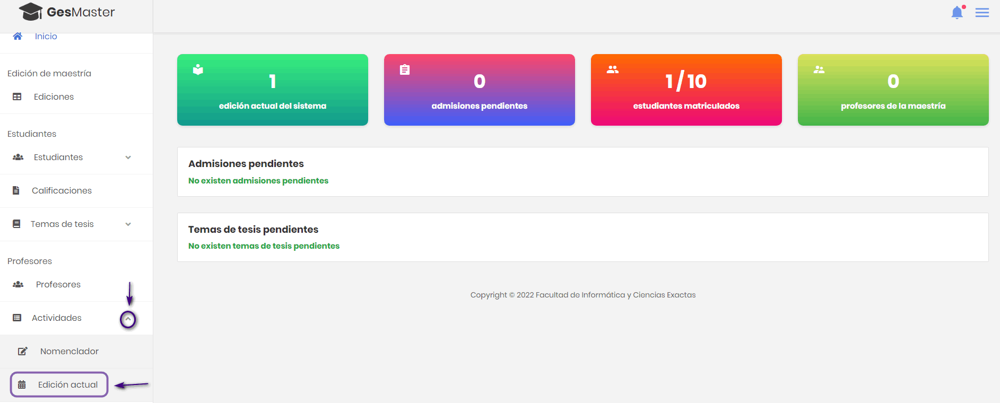 GesMaster
Inicio
Edición de maestría
Ediciones
Estudiantes
Estudiantes
Calificaciones
Temas de tesis
Profesores
Profesores
Actividades
Nomenclador
Edición actual
1
edición actual del sistema
0
admisiones pendientes
1 / 10
estudiantes matriculados
0
profesores de la maestría
Admisiones pendientes
No existen admisiones pendientes
Temas de tesis pendientes
No existen temas de tesis pendientes
Copyright © 2022 Facultad de Informática y Ciencias Exactas